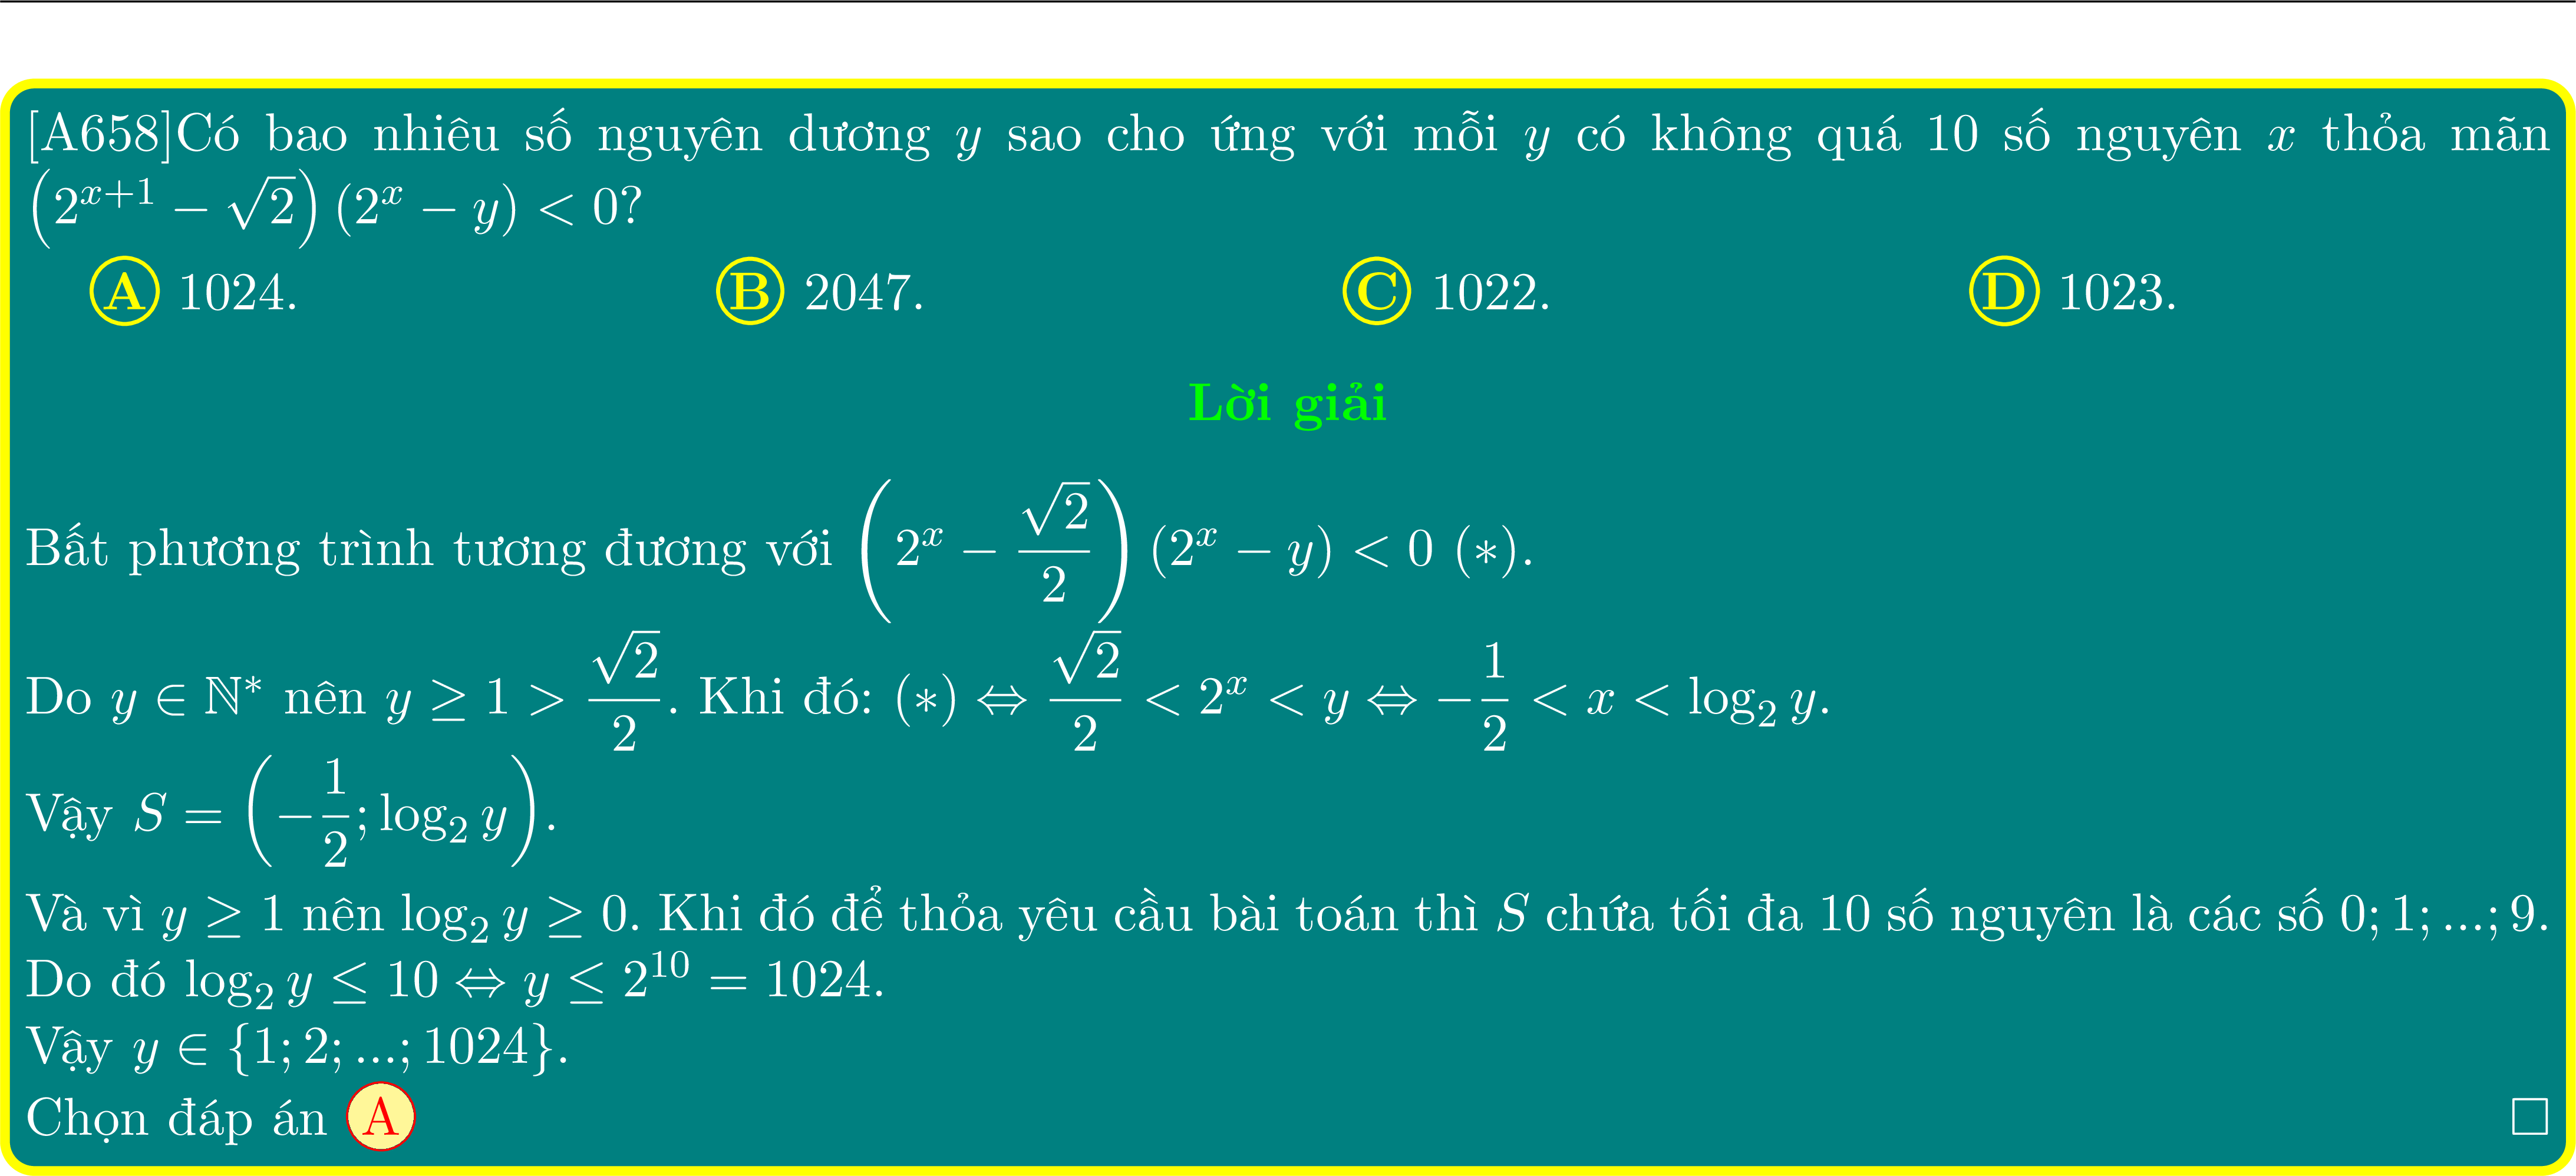 [A658]Có bao nhiêu số nguyên dương y sao cho ứng với mỗi y có không quá 10 số nguyên x thỏa mãn
$\left(2^{x+1} - \sqrt{2}\right)(2^x - y) < 0$?
A 1024. B 2047. C 1022. D 1023.
Lời giải
Bất phương trình tương đương với $\left(2^x - \frac{\sqrt{2}}{2}\right)(2^x - y) < 0 \ (*)$.
Do $y \in \mathbb{N}^*$ nên $y \geq 1 > \frac{\sqrt{2}}{2}$. Khi đó: $(*) \Leftrightarrow \frac{\sqrt{2}}{2} < 2^x < y \Leftrightarrow -\frac{1}{2} < x < \log_2 y$.
Vậy $S = \left(-\frac{1}{2}; \log_2 y\right)$.
Và vì $y \geq 1$ nên $\log_2 y \geq 0$. Khi đó để thỏa yêu cầu bài toán thì $S$ chứa tối đa 10 số nguyên là các số $0; 1; ...; 9$.
Do đó $\log_2 y \leq 10 \Leftrightarrow y \leq 2^{10} = 1024$.
Vậy $y \in \{1; 2; ...; 1024\}$.
Chọn đáp án A □